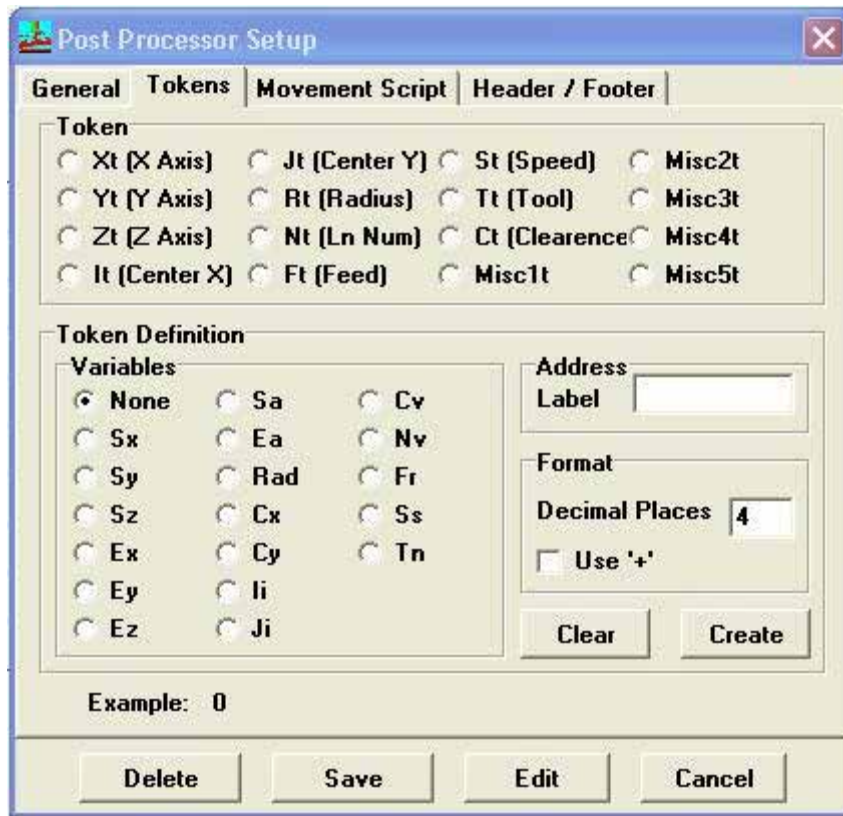 Post Processor Setup
General Tokens Movement Script Header / Footer
Token
Xt (X Axis) Jt (Center Y) St (Speed) Misc2t
Yt (Y Axis) Rt (Radius) Tt (Tool) Misc3t
Zt (Z Axis) Nt (Ln Num) Ct (Clearence Misc4t
It (Center X) Ft (Feed) Misc1t Misc5t
Token Definition
Variables
None Sa Cv
Sx Ea Nv
Sy Rad Fr
Sz Cx Ss
Ex Cy Tn
Ey Ii
Ez Ji
Address
Label
Format
Decimal Places 4
Use '+'
Clear Create
Example: 0
Delete Save Edit Cancel